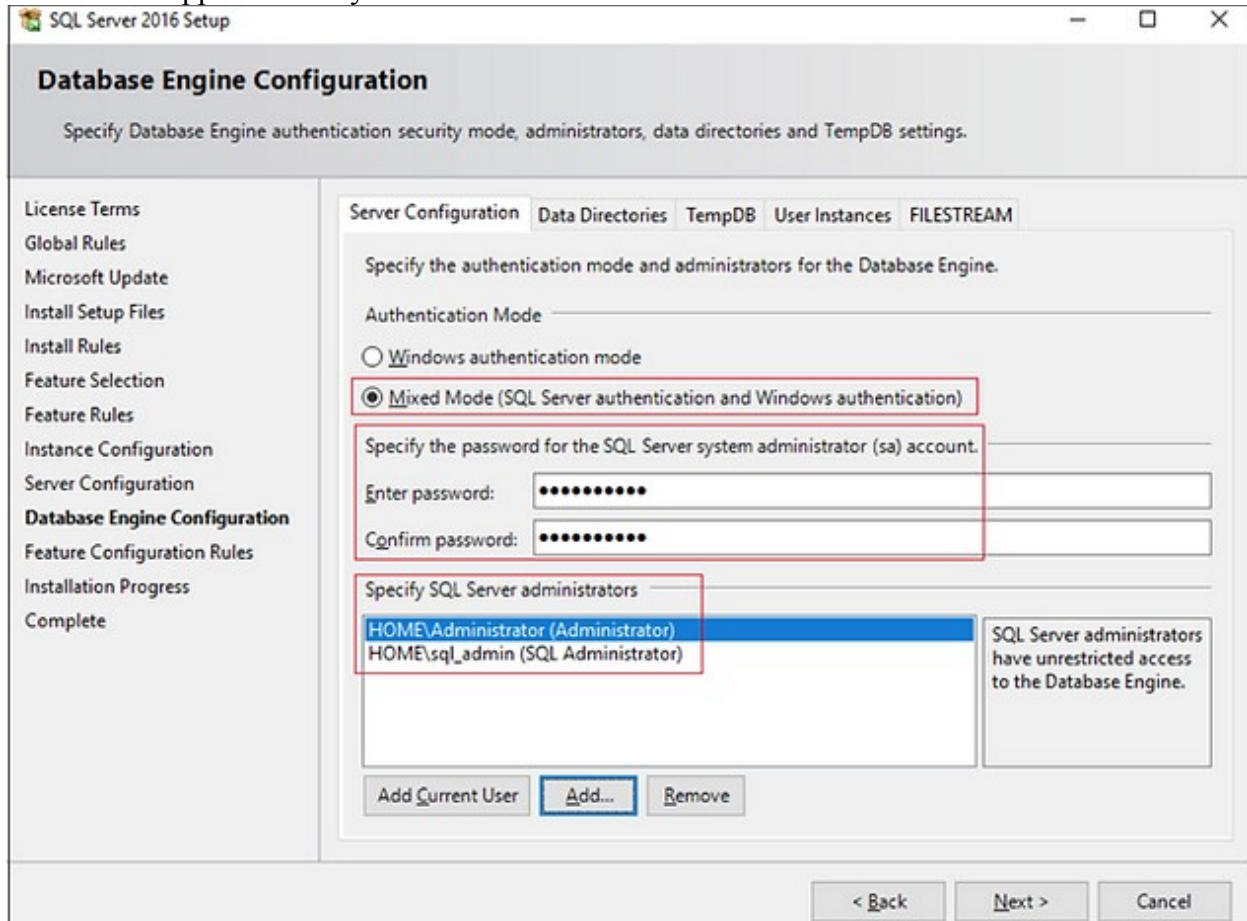 SQL Server 2016 Setup
Database Engine Configuration
Specify Database Engine authentication security mode, administrators, data directories and TempDB settings.
License Terms
Global Rules
Microsoft Update
Install Setup Files
Install Rules
Feature Selection
Feature Rules
Instance Configuration
Server Configuration
Database Engine Configuration
Feature Configuration Rules
Installation Progress
Complete
Server Configuration Data Directories TempDB User Instances FILESTREAM
Specify the authentication mode and administrators for the Database Engine.
Authentication Mode
Windows authentication mode
Mixed Mode (SQL Server authentication and Windows authentication)
Specify the password for the SQL Server system administrator (sa) account.
Enter password: ●●●●●●●●●●
Confirm password: ●●●●●●●●●●
Specify SQL Server administrators
HOME\Administrator (Administrator)
HOME\sql_admin (SQL Administrator)
SQL Server administrators
have unrestricted access
to the Database Engine.
Add Current User Add... Remove
< Back Next > Cancel